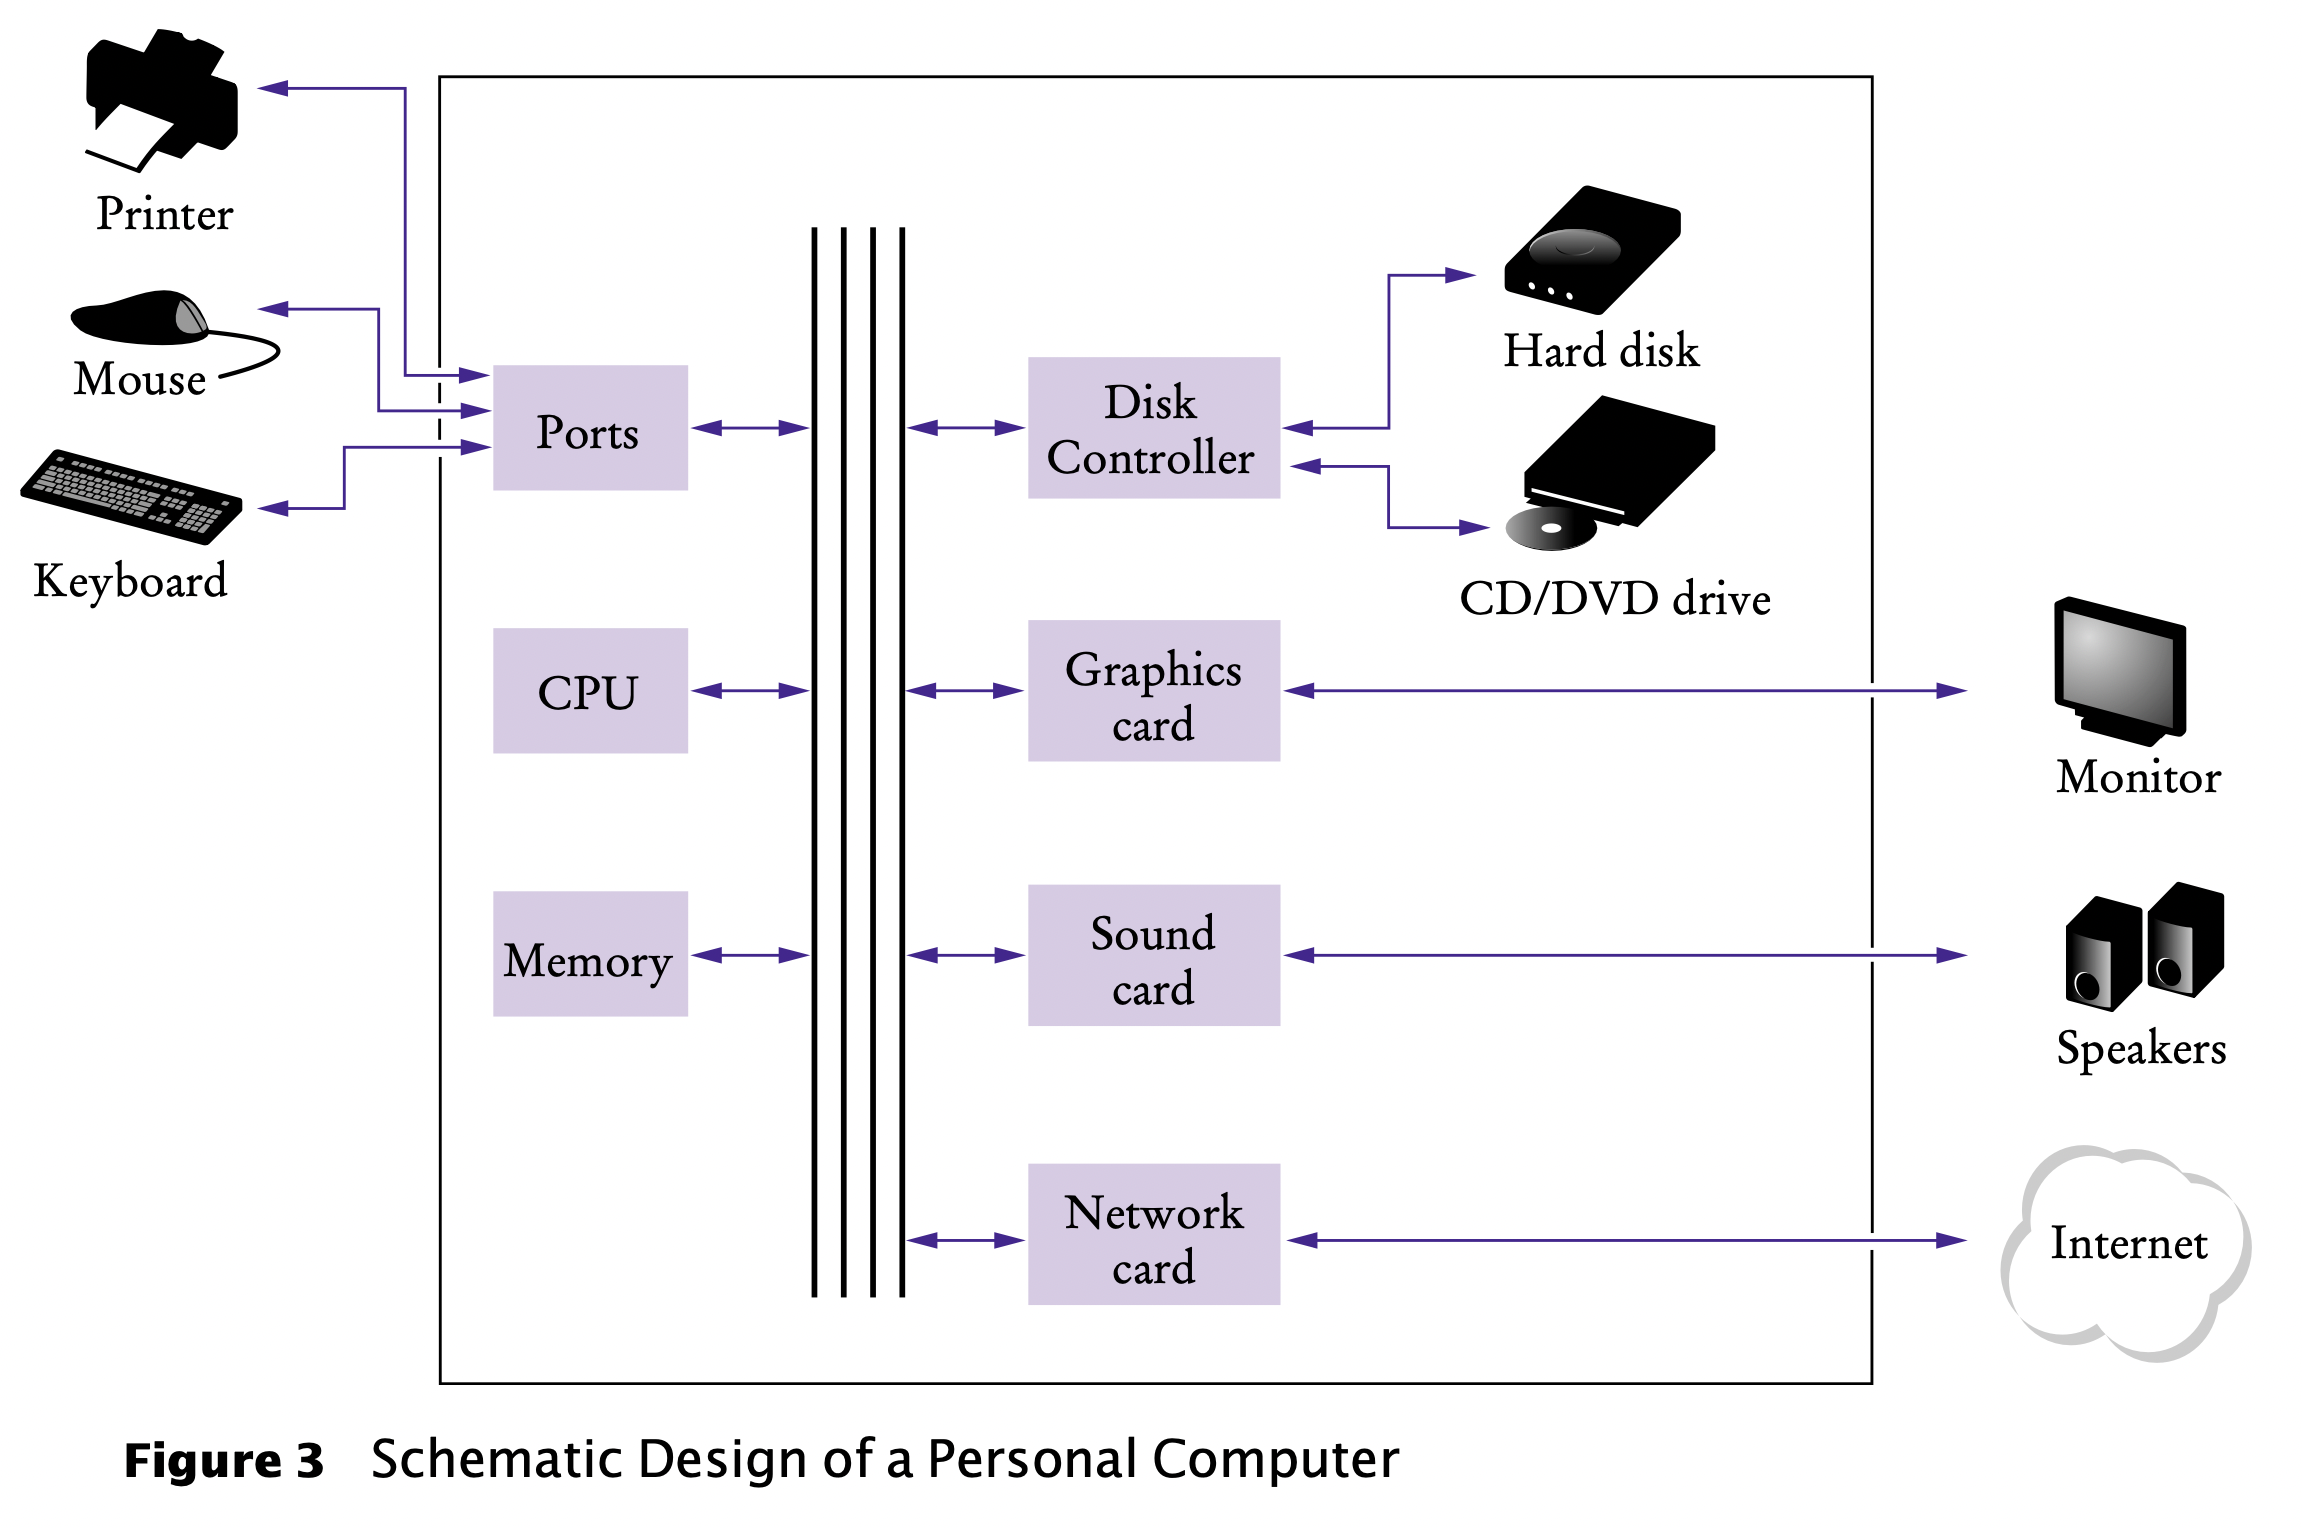 Printer
Mouse
Keyboard
Ports
CPU
Memory
Disk
Controller
Graphics
card
Sound
card
Network
card
Hard disk
CD/DVD drive
Monitor
Speakers
Internet
Figure 3 Schematic Design of a Personal Computer